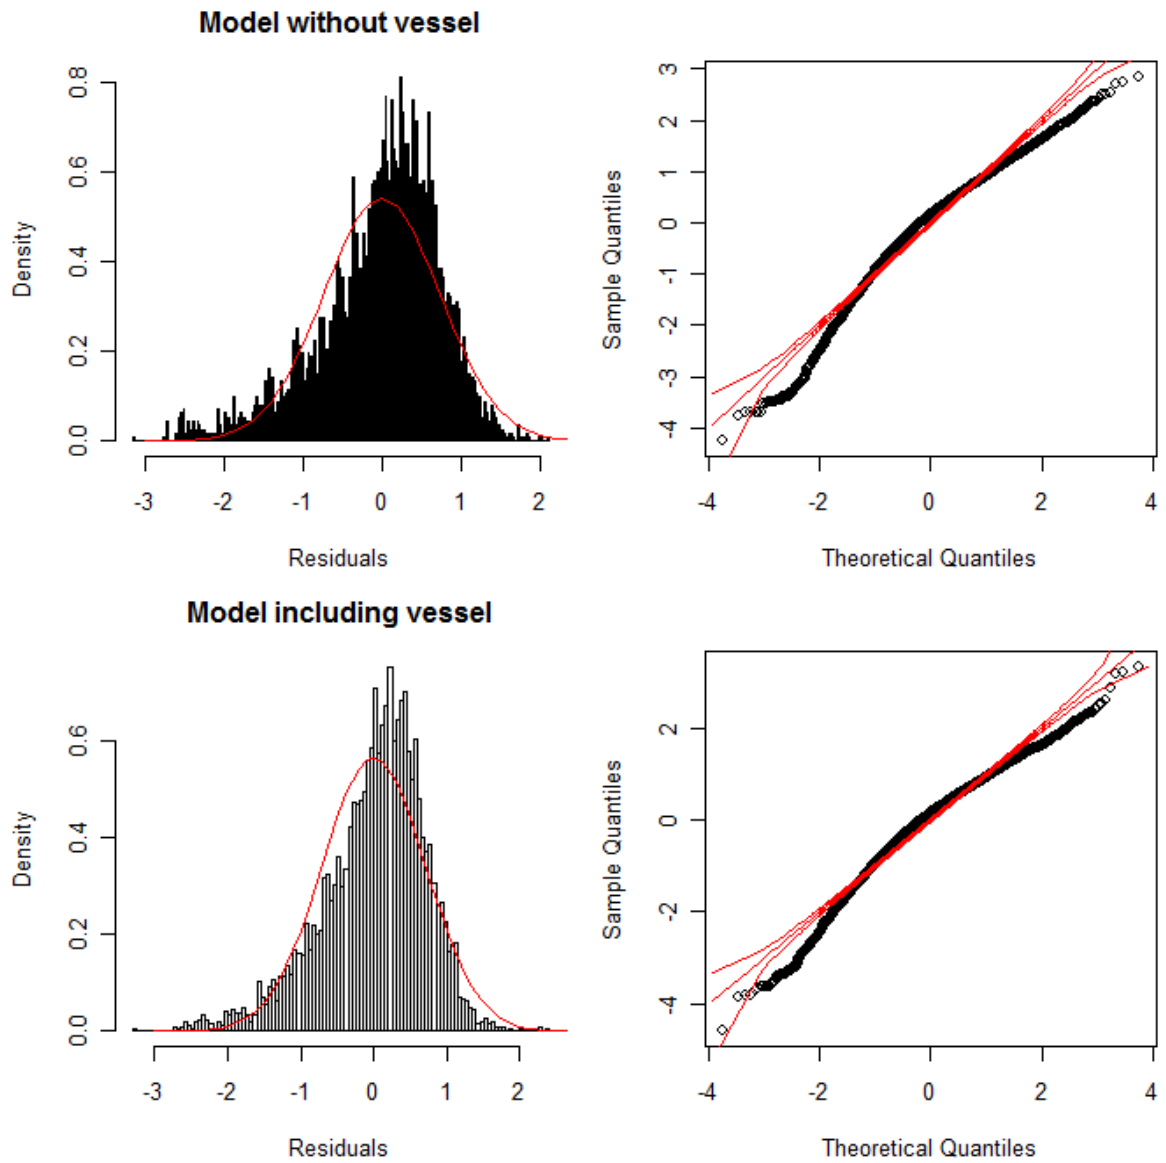 Model without vessel
Density
0.0 0.2 0.4 0.6 0.8
-3 -2 -1 0 1 2
Residuals
Sample Quantiles
-4 -3 -2 -1 0 1 2 3
-4 -2 0 2 4
Theoretical Quantiles
Model including vessel
Density
0.0 0.2 0.4 0.6
-3 -2 -1 0 1 2
Residuals
Sample Quantiles
-4 -2 0 2
-4 -2 0 2 4
Theoretical Quantiles